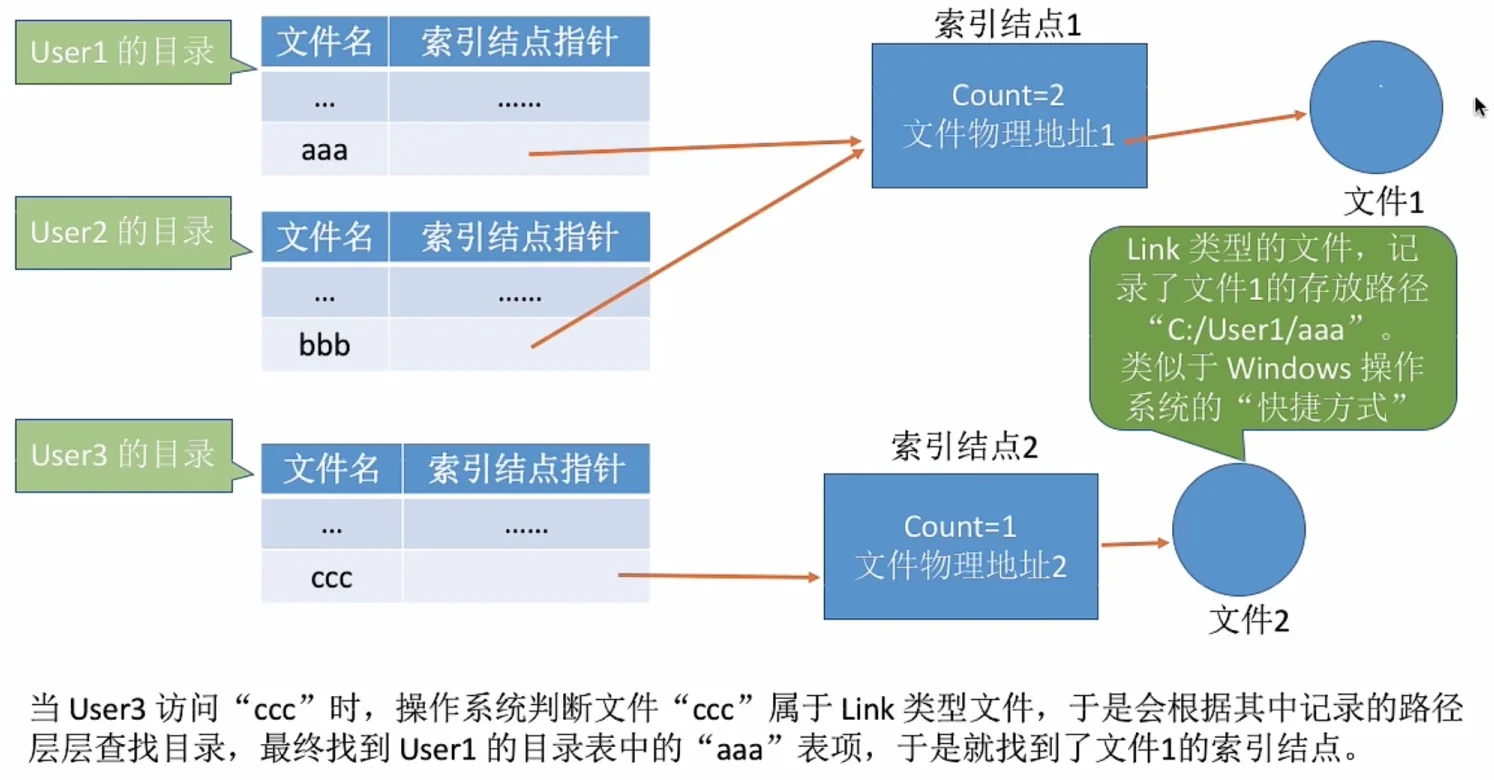 User1 的目录
文件名 索引结点指针
... ......
aaa
索引结点1
Count=2
文件物理地址1
文件1
User2 的目录
文件名 索引结点指针
... ......
bbb
Link 类型的文件，记
录了文件1的存放路径
“C:/User1/aaa”。
类似于 Windows 操作
系统的“快捷方式”
User3 的目录
文件名 索引结点指针
... ......
ccc
索引结点2
Count=1
文件物理地址2
文件2
当 User3 访问“ccc”时，操作系统判断文件“ccc”属于 Link 类型文件，于是会根据其中记录的路径
层层查找目录，最终找到 User1 的目录表中的“aaa”表项，于是就找到了文件1的索引结点。